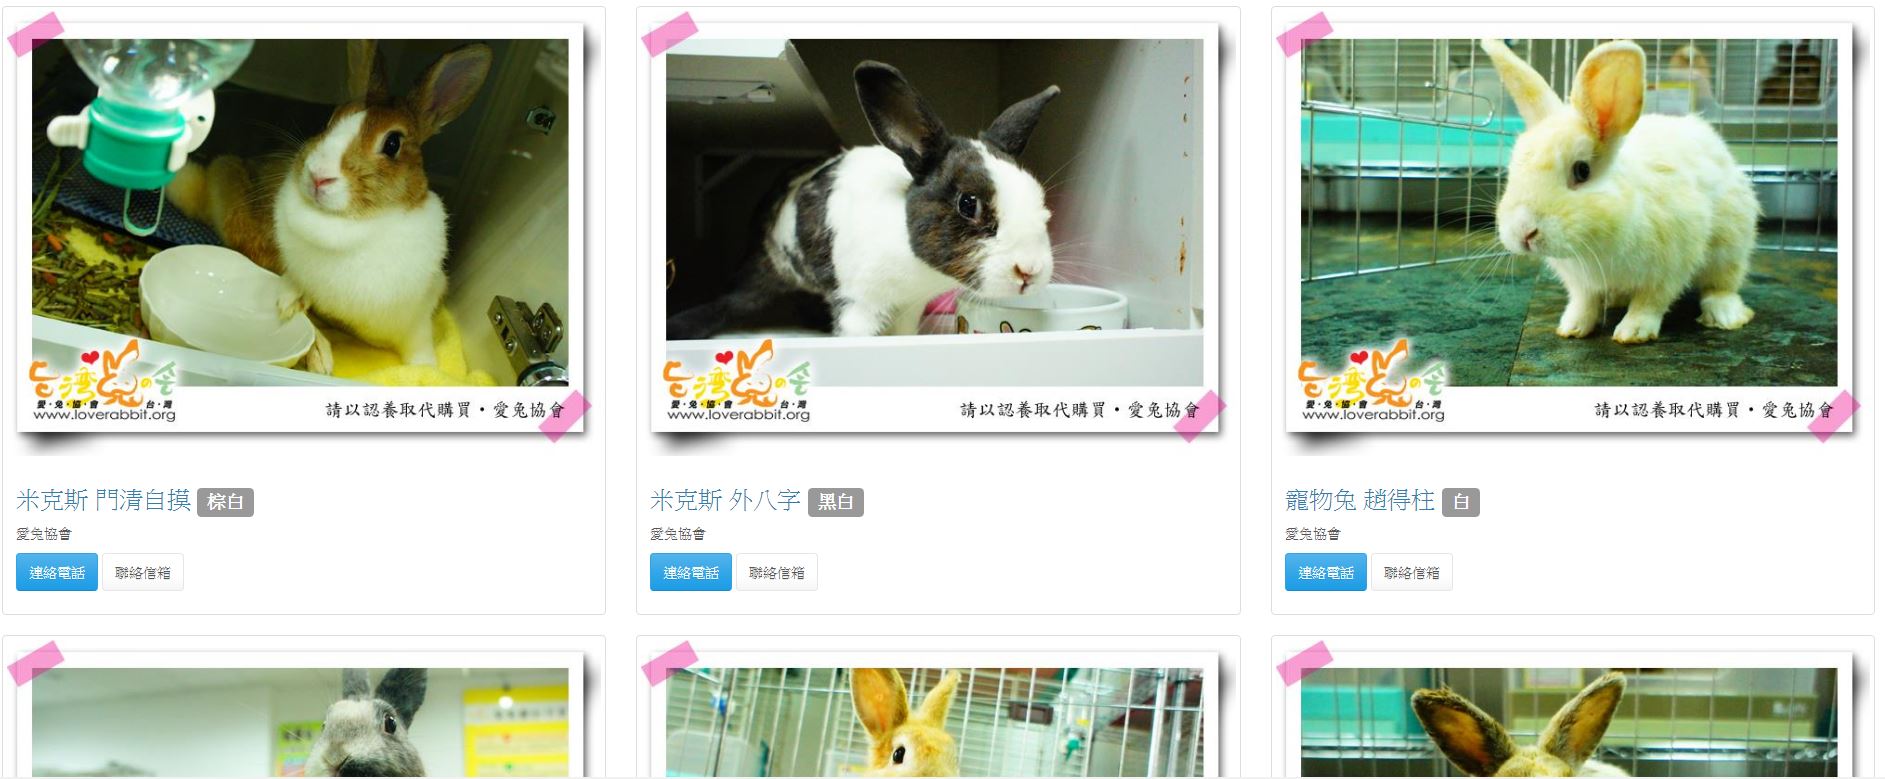 台灣兔の会
愛・兔・協・會 台・灣
www.loverabbit.org
請以認養取代購買・愛兔協會
台灣兔の会
愛・兔・協・會 台・灣
www.loverabbit.org
請以認養取代購買・愛兔協會
台灣兔の会
愛・兔・協・會 台・灣
www.loverabbit.org
請以認養取代購買・愛兔協會
米克斯 門清自摸 棕白
米克斯 外八字 黑白
寵物兔 趙得柱 白
愛兔協會
愛兔協會
愛兔協會
連絡電話 聯絡信箱
連絡電話 聯絡信箱
連絡電話 聯絡信箱